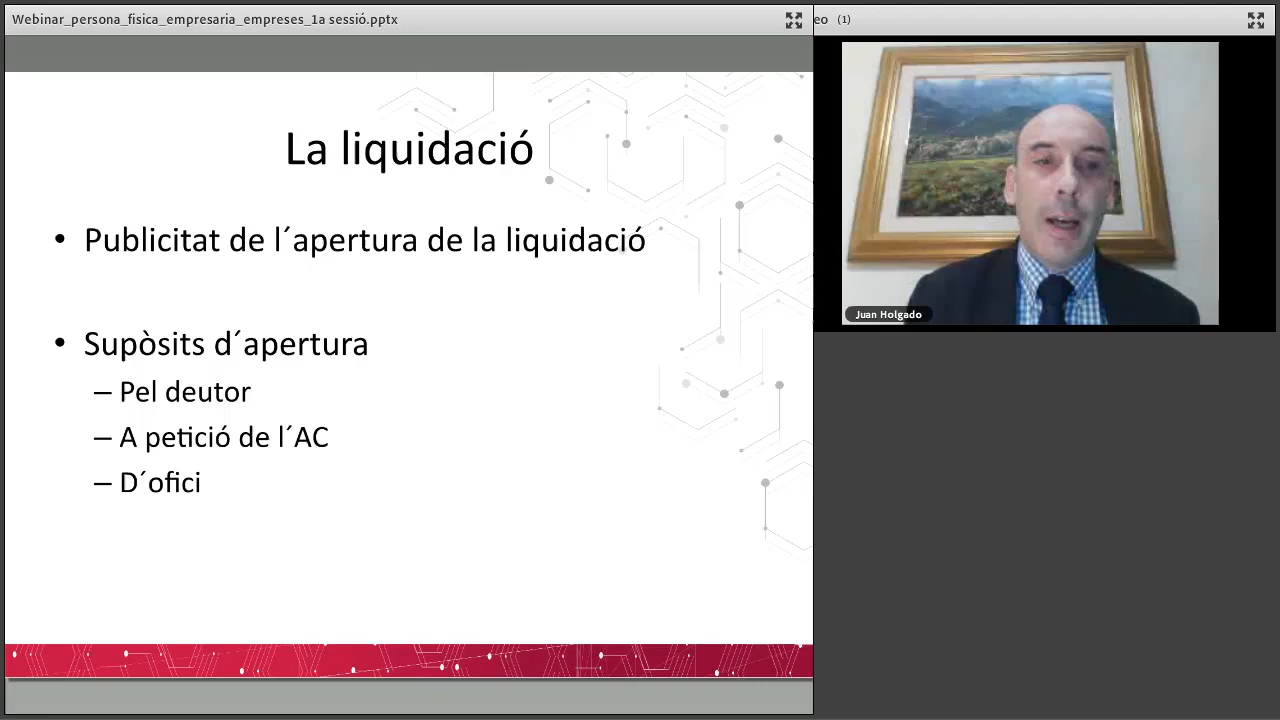 Webinar_persona_fisica_empresaria_empreses_1a sessió.pptx
eo (1)
La liquidació
• Publicitat de l´apertura de la liquidació
• Supòsits d´apertura
– Pel deutor
– A petició de l´AC
– D´ofici
Juan Holgado